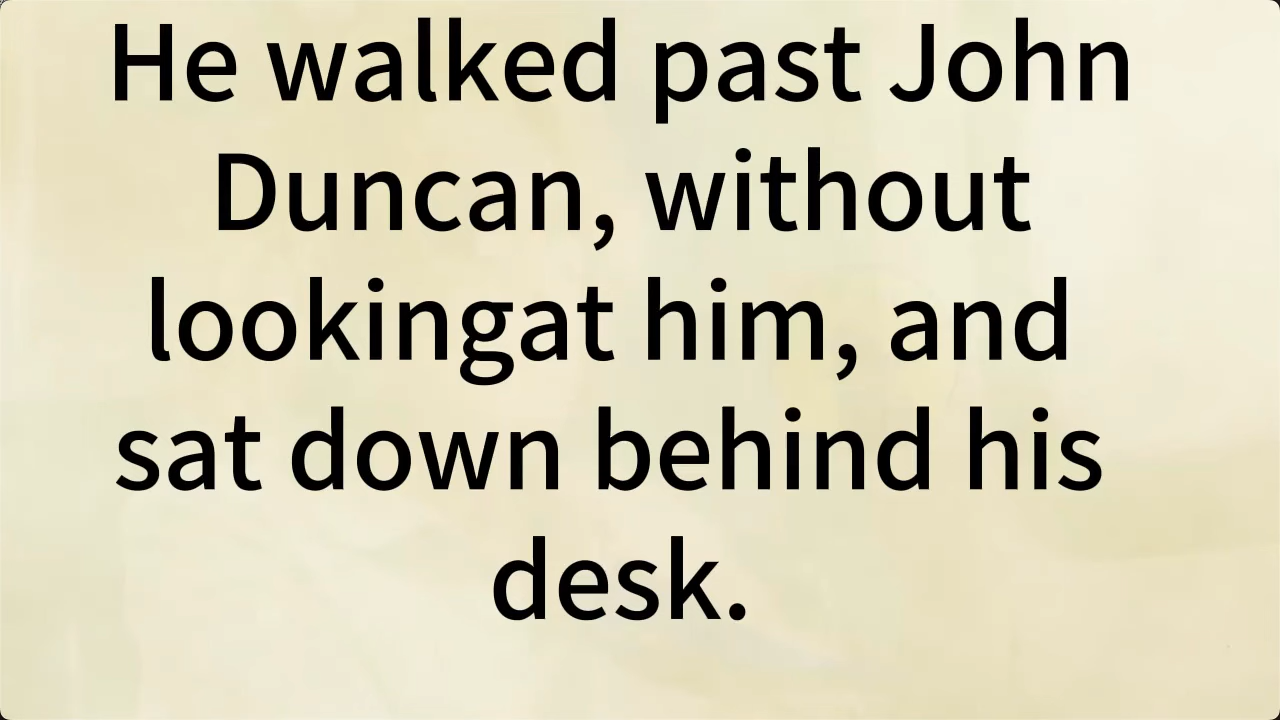 He walked past John
Duncan, without
lookingat him, and
sat down behind his
desk.